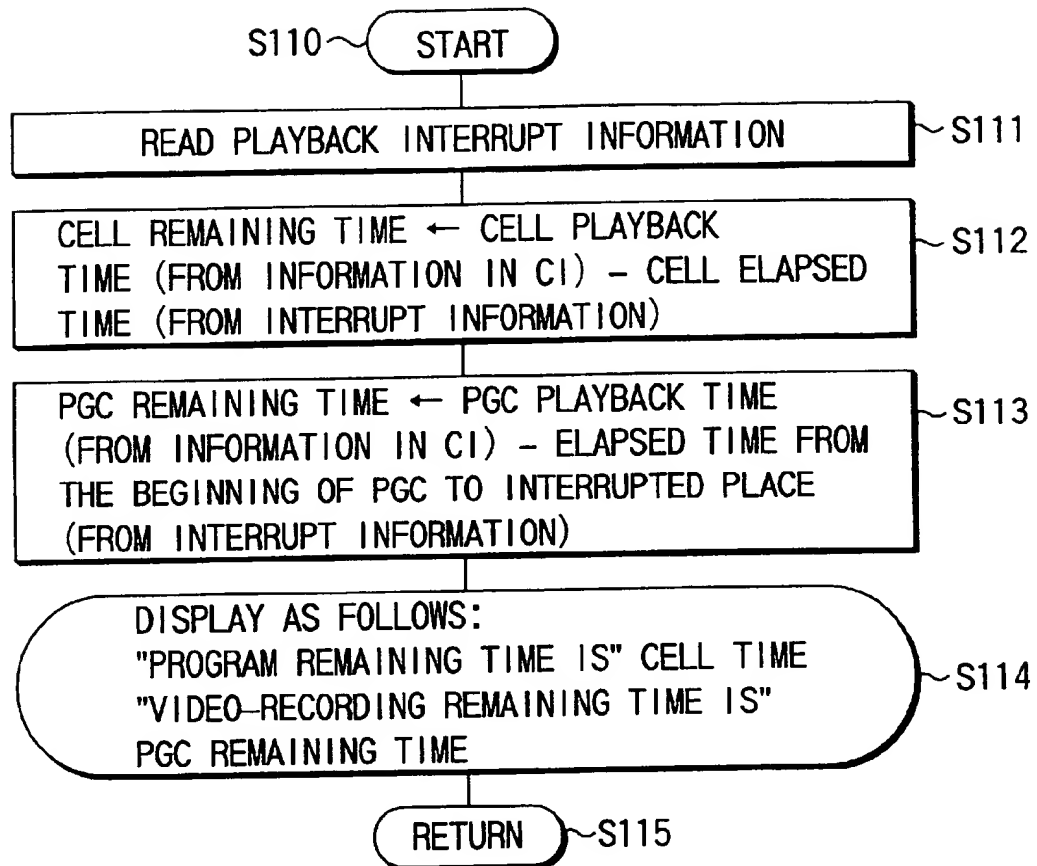 S110
START
READ PLAYBACK INTERRUPT INFORMATION
S111
CELL REMAINING TIME ← CELL PLAYBACK
TIME (FROM INFORMATION IN CI) – CELL ELAPSED
TIME (FROM INTERRUPT INFORMATION)
S112
PGC REMAINING TIME ← PGC PLAYBACK TIME
(FROM INFORMATION IN CI) – ELAPSED TIME FROM
THE BEGINNING OF PGC TO INTERRUPTED PLACE
(FROM INTERRUPT INFORMATION)
S113
DISPLAY AS FOLLOWS:
"PROGRAM REMAINING TIME IS" CELL TIME
"VIDEO–RECORDING REMAINING TIME IS"
PGC REMAINING TIME
S114
RETURN
S115